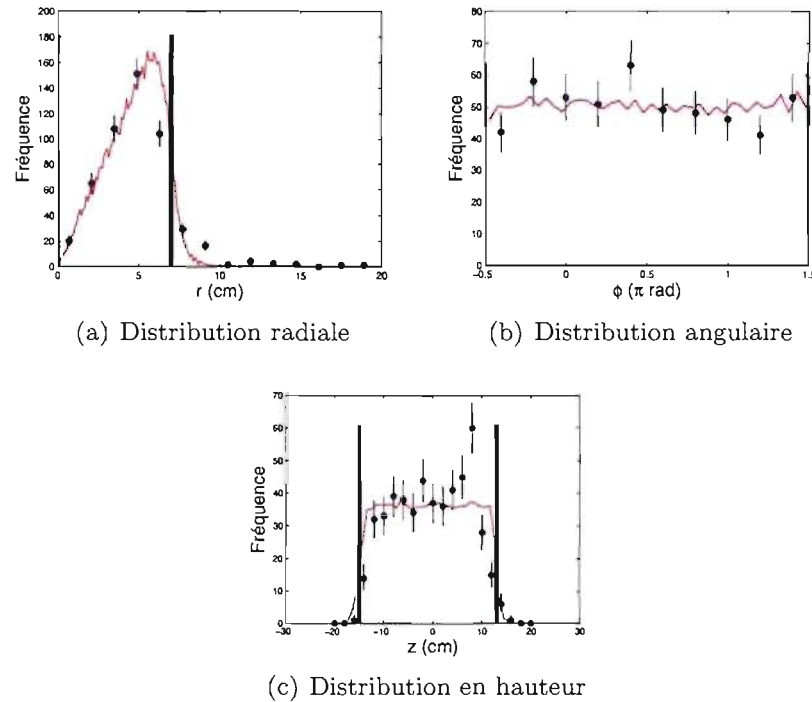 200
180
160
140
120
100
80
60
40
20
0
Fréquence
0 5 10 15 20
r (cm)
(a) Distribution radiale
80
70
60
50
40
30
20
10
0
Fréquence
-0.5 0 0.5 1 1.5
ϕ (π rad)
(b) Distribution angulaire
70
60
50
40
30
20
10
0
Fréquence
-30 -20 -10 0 10 20 30
z (cm)
(c) Distribution en hauteur